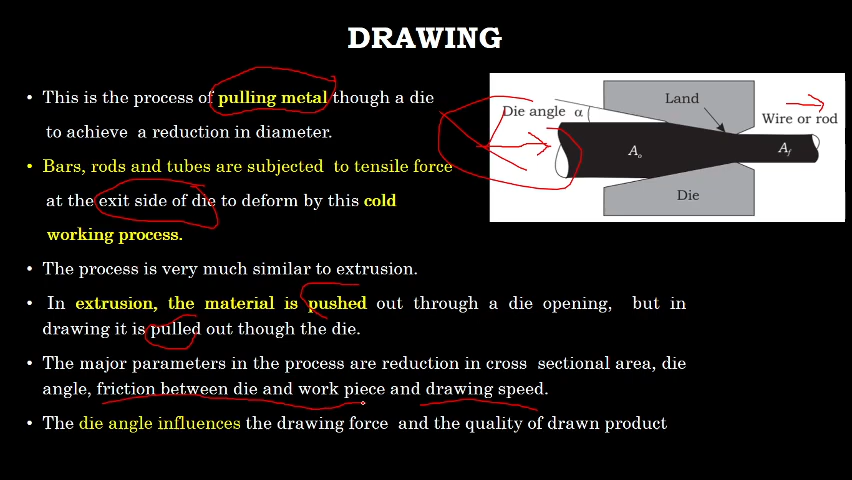 DRAWING
• This is the process of pulling metal though a die
to achieve a reduction in diameter.
• Bars, rods and tubes are subjected to tensile force
at the exit side of die to deform by this cold
working process.
• The process is very much similar to extrusion.
• In extrusion, the material is pushed out through a die opening, but in
drawing it is pulled out though the die.
• The major parameters in the process are reduction in cross sectional area, die
angle, friction between die and work piece and drawing speed.
• The die angle influences the drawing force and the quality of drawn product
Die angle α
Land
Wire or rod
Ao
Af
Die